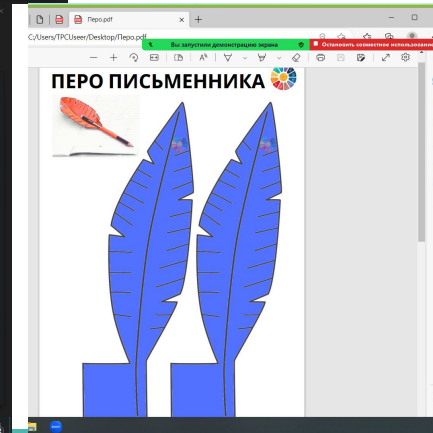 Перо.pdf
C:/Users/TPCUseer/Desktop/Перо.pdf
Вы запустили демонстрацию экрана
Остановить совместное использование
ПЕРО ПИСЬМЕННИКА